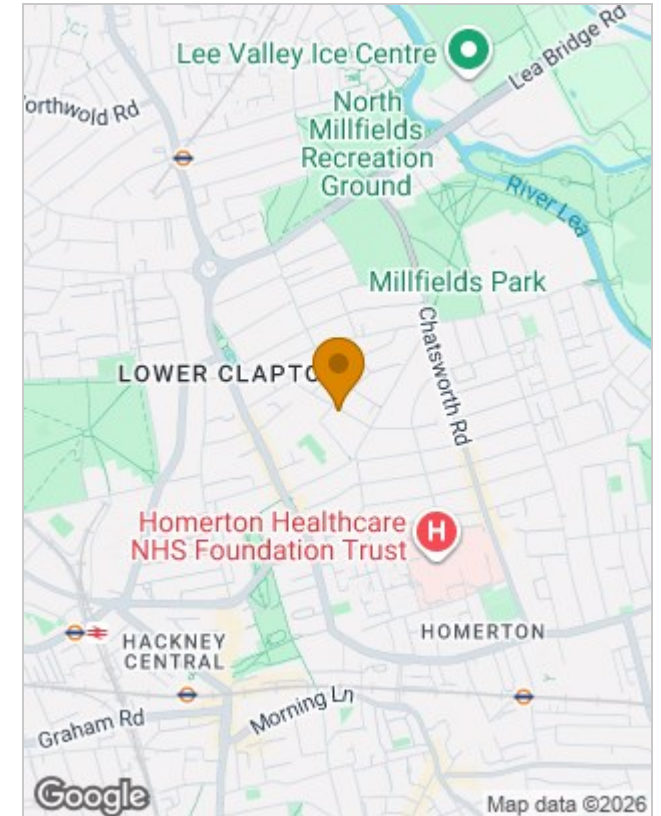 Lee Valley Ice Centre
Lea Bridge Rd
orthwold Rd
North
Millfields
Recreation
Ground
River Lea
Millfields Park
Chatsworth Rd
LOWER CLAPTO
Homerton Healthcare
NHS Foundation Trust
H
HOMERTON
HACKNEY
CENTRAL
Morning Ln
Graham Rd
Google
Map data ©2026